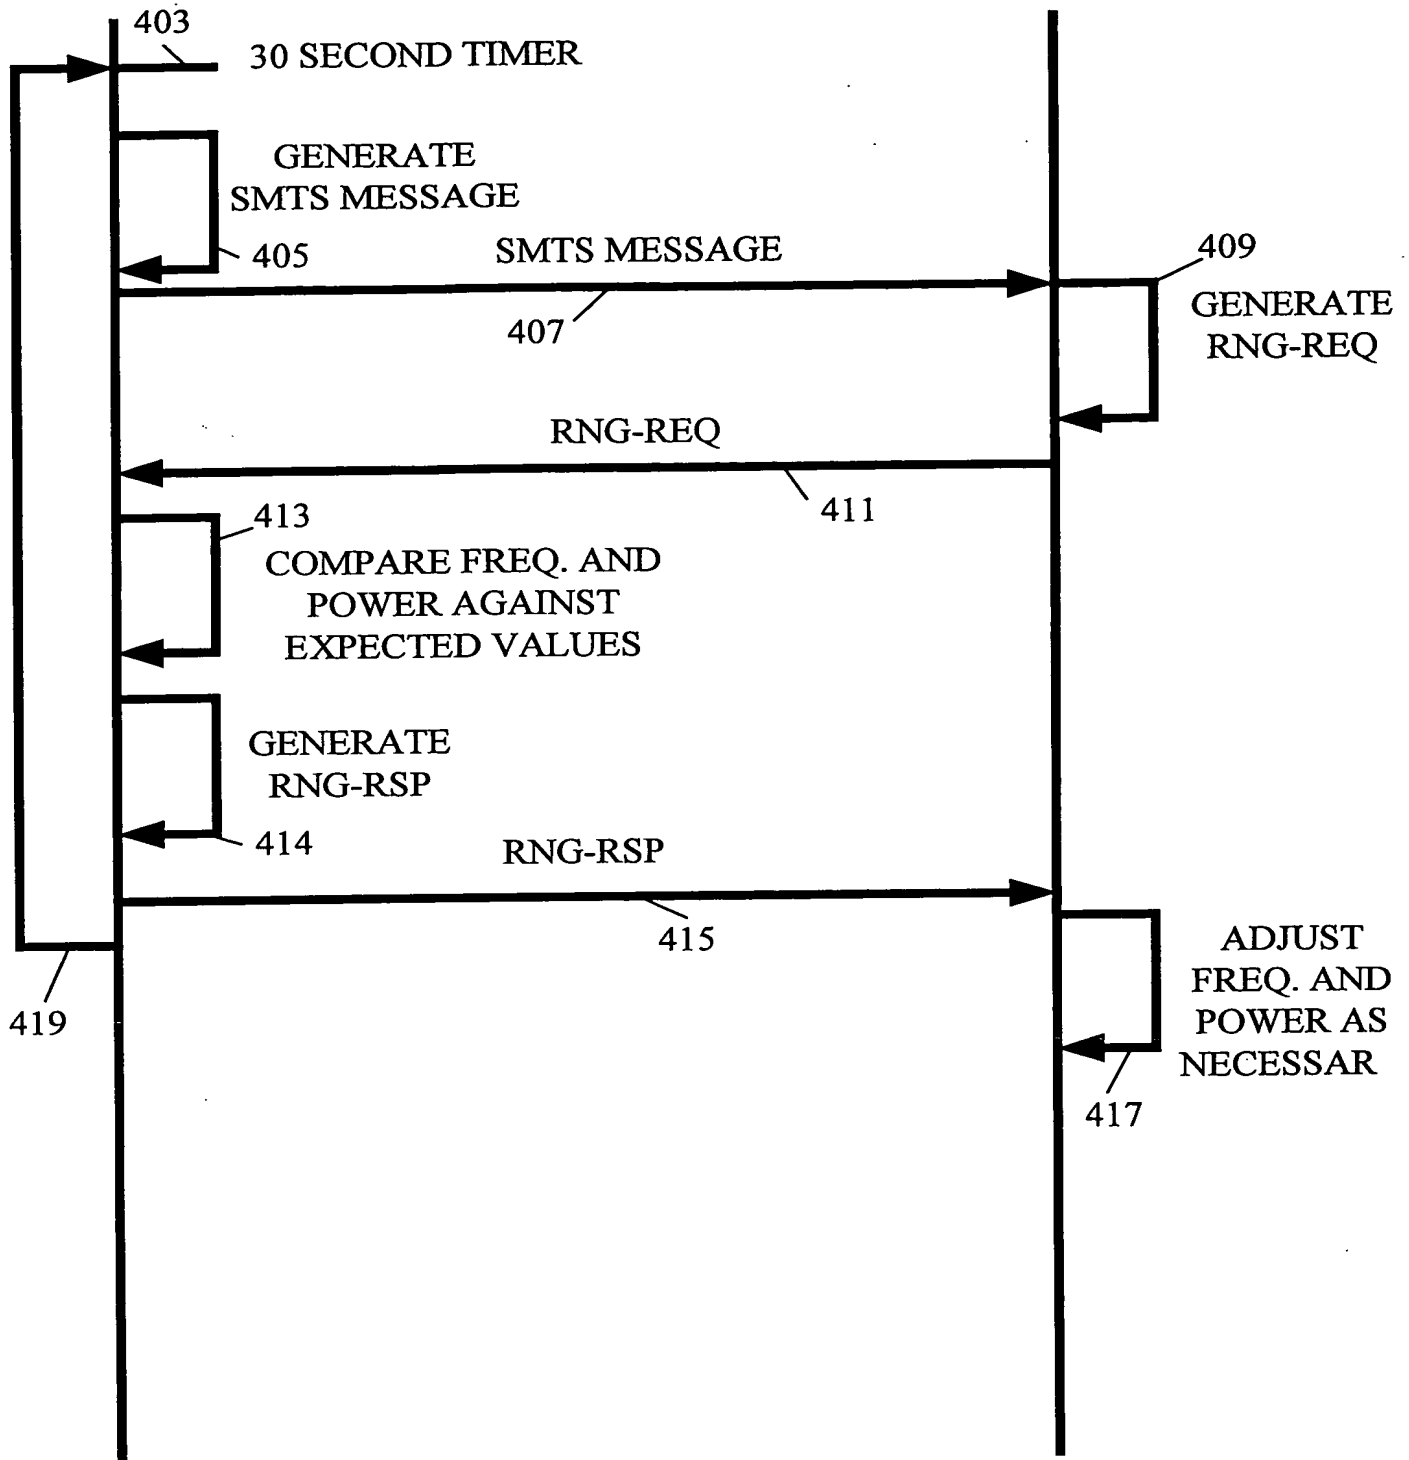 403
30 SECOND TIMER
GENERATE
SMTS MESSAGE
405
SMTS MESSAGE
407
409
GENERATE
RNG-REQ
RNG-REQ
411
413
COMPARE FREQ. AND
POWER AGAINST
EXPECTED VALUES
GENERATE
RNG-RSP
414
RNG-RSP
415
419
ADJUST
FREQ. AND
POWER AS
NECESSAR
417